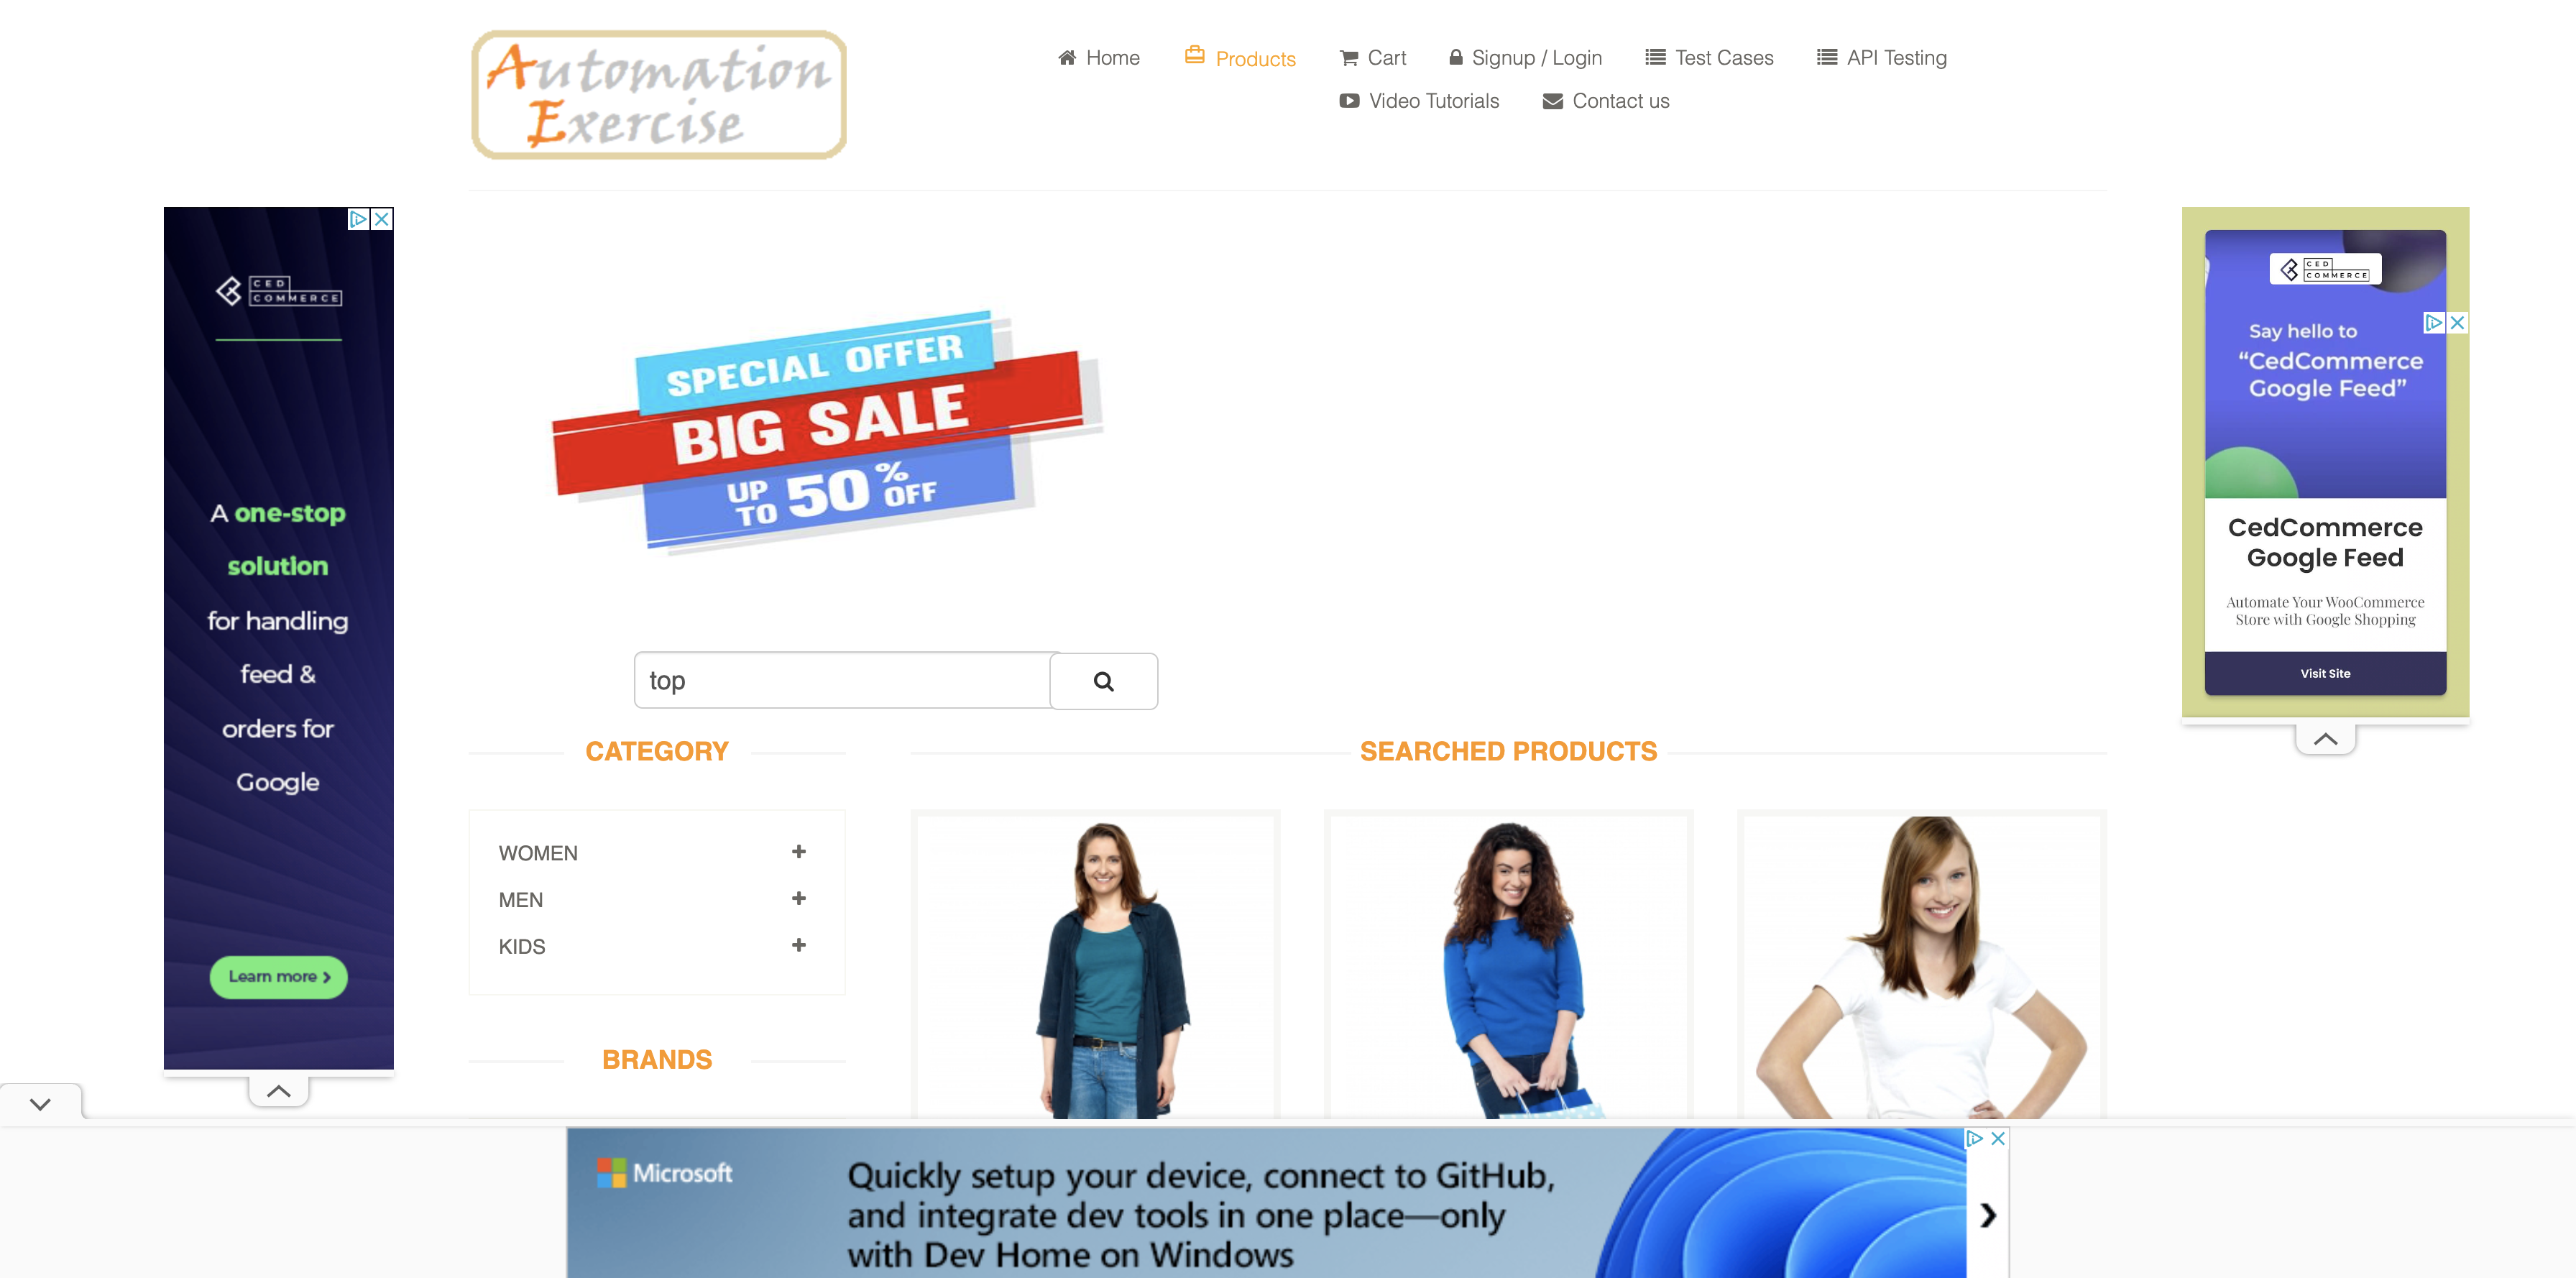 Automation
Exercise
Home
Products
Cart
Signup / Login
Test Cases
API Testing
Video Tutorials
Contact us
CED
COMMERCE
A one-stop
solution
for handling
feed &
orders for
Google
Learn more
SPECIAL OFFER
BIG SALE
UP TO 50% OFF
CED
COMMERCE
Say hello to
“CedCommerce
Google Feed”
CedCommerce
Google Feed
Automate Your WooCommerce
Store with Google Shopping
Visit Site
top
CATEGORY
SEARCHED PRODUCTS
WOMEN
MEN
KIDS
BRANDS
Microsoft
Quickly setup your device, connect to GitHub,
and integrate dev tools in one place—only
with Dev Home on Windows